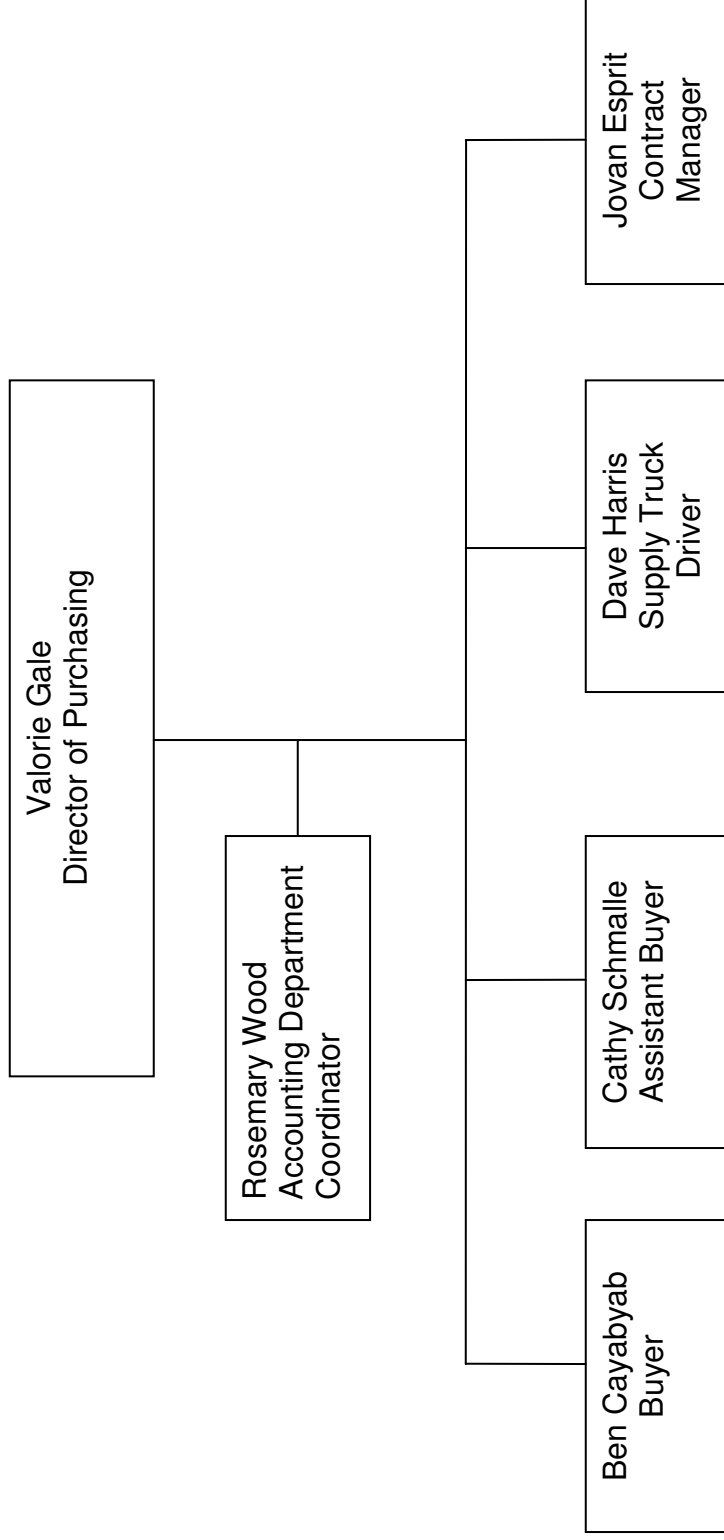 Valorie Gale
Director of Purchasing
Rosemary Wood
Accounting Department
Coordinator
Ben Cayabyab
Buyer
Cathy Schmalle
Assistant Buyer
Dave Harris
Supply Truck
Driver
Jovan Esprit
Contract
Manager